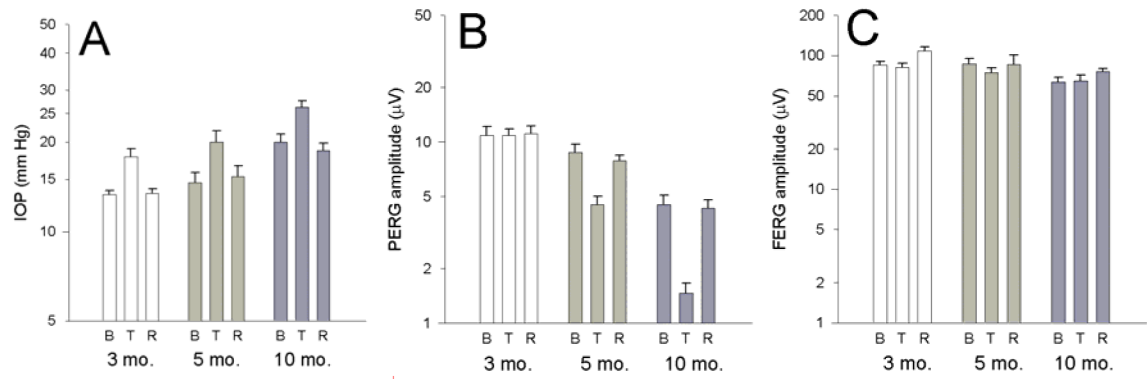 A
IOP (mm Hg)
50
40
30
25
20
15
10
5
B T R B T R B T R
3 mo. 5 mo. 10 mo.
B
PERG amplitude (µV)
50
20
10
5
2
1
B T R B T R B T R
3 mo. 5 mo. 10 mo.
C
FERG amplitude (µV)
200
100
50
20
10
5
2
1
B T R B T R B T R
3 mo. 5 mo. 10 mo.